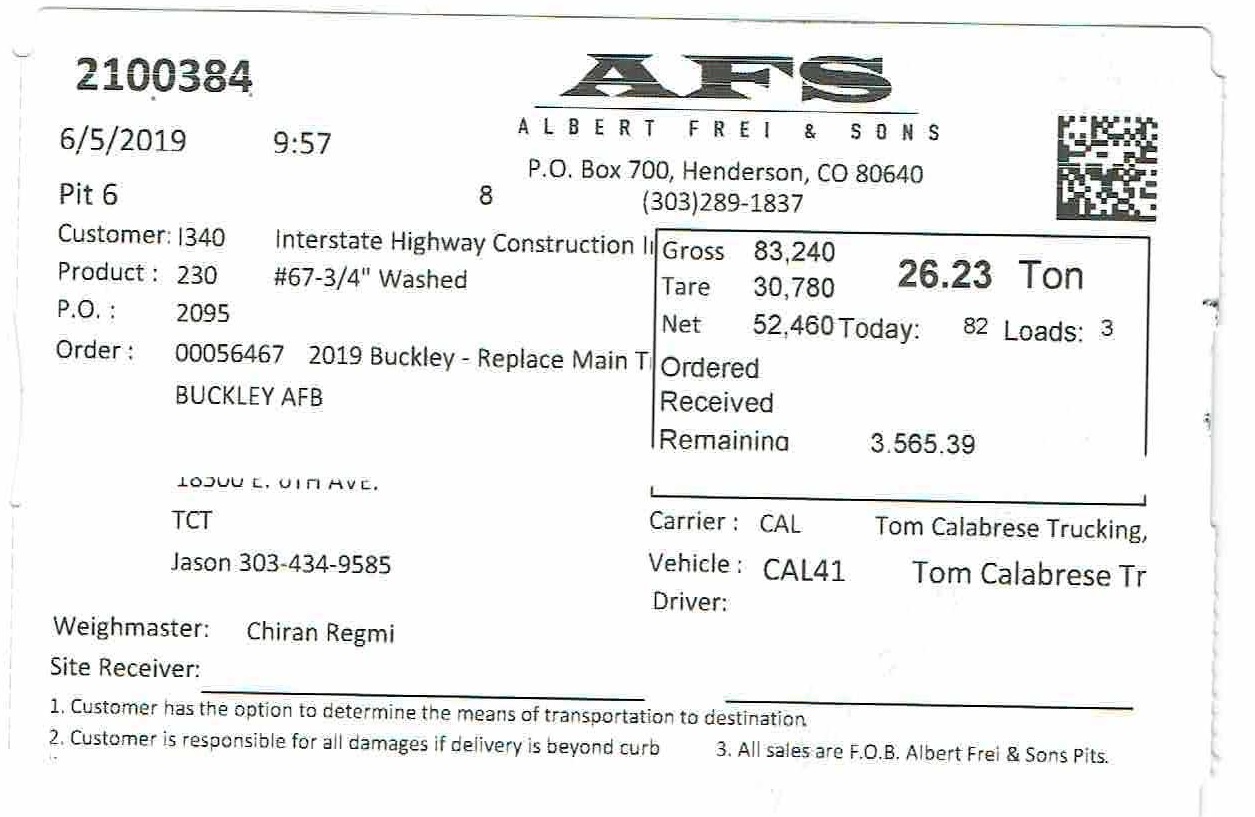 2100384
AFS
ALBERT FREI & SONS
6/5/2019 9:57
P.O. Box 700, Henderson, CO 80640
Pit 6 8 (303)289-1837
Customer: I340 Interstate Highway Construction I
Product : 230 #67-3/4" Washed
P.O. : 2095
Order : 00056467 2019 Buckley - Replace Main T
BUCKLEY AFB
Gross 83,240 26.23 Ton
Tare 30,780
Net 52,460 Today: 82 Loads: 3
Ordered
Received
Remaining 3.565.39
AVE.
TCT
Jason 303-434-9585
Carrier : CAL Tom Calabrese Trucking,
Vehicle : CAL41 Tom Calabrese Tr
Driver:
Weighmaster: Chiran Regmi
Site Receiver:
1. Customer has the option to determine the means of transportation to destination
2. Customer is responsible for all damages if delivery is beyond curb 3. All sales are F.O.B. Albert Frei & Sons Pits.